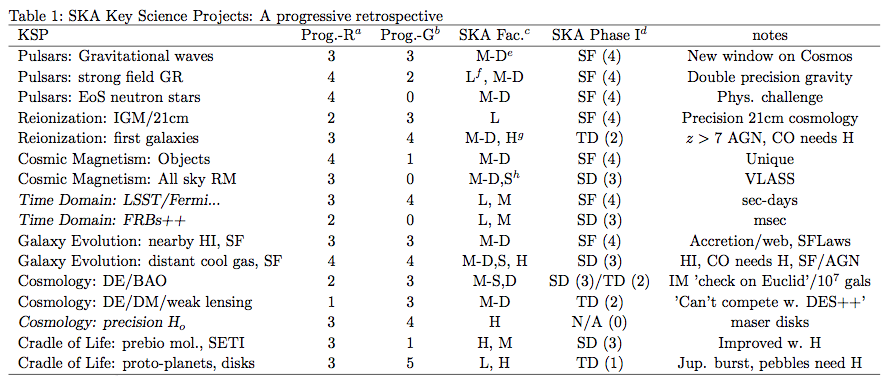 Table 1: SKA Key Science Projects: A progressive retrospective
KSP Prog.-Rᵃ Prog.-Gᵇ SKA Fac.ᶜ SKA Phase Iᵈ notes
Pulsars: Gravitational waves 3 3 M-Dᵉ SF (4) New window on Cosmos
Pulsars: strong field GR 4 2 Lᶠ, M-D SF (4) Double precision gravity
Pulsars: EoS neutron stars 4 0 M-D SF (4) Phys. challenge
Reionization: IGM/21cm 2 3 L SF (4) Precision 21cm cosmology
Reionization: first galaxies 3 4 M-D, Hᵍ TD (2) z > 7 AGN, CO needs H
Cosmic Magnetism: Objects 4 1 M-D SF (4) Unique
Cosmic Magnetism: All sky RM 3 0 M-D,Sʰ SD (3) VLASS
Time Domain: LSST/Fermi... 3 4 L, M SF (4) sec-days
Time Domain: FRBs++ 2 0 L, M SD (3) msec
Galaxy Evolution: nearby HI, SF 3 3 M-D SF (4) Accretion/web, SFLaws
Galaxy Evolution: distant cool gas, SF 4 4 M-D,S, H SD (3) HI, CO needs H, SF/AGN
Cosmology: DE/BAO 2 3 M-S,D SD (3)/TD (2) IM 'check on Euclid'/10⁷ gals
Cosmology: DE/DM/weak lensing 1 3 M-D TD (2) 'Can't compete w. DES++'
Cosmology: precision Hₒ 3 4 H N/A (0) maser disks
Cradle of Life: prebio mol., SETI 3 1 H, M SD (3) Improved w. H
Cradle of Life: proto-planets, disks 3 5 L, H TD (1) Jup. burst, pebbles need H